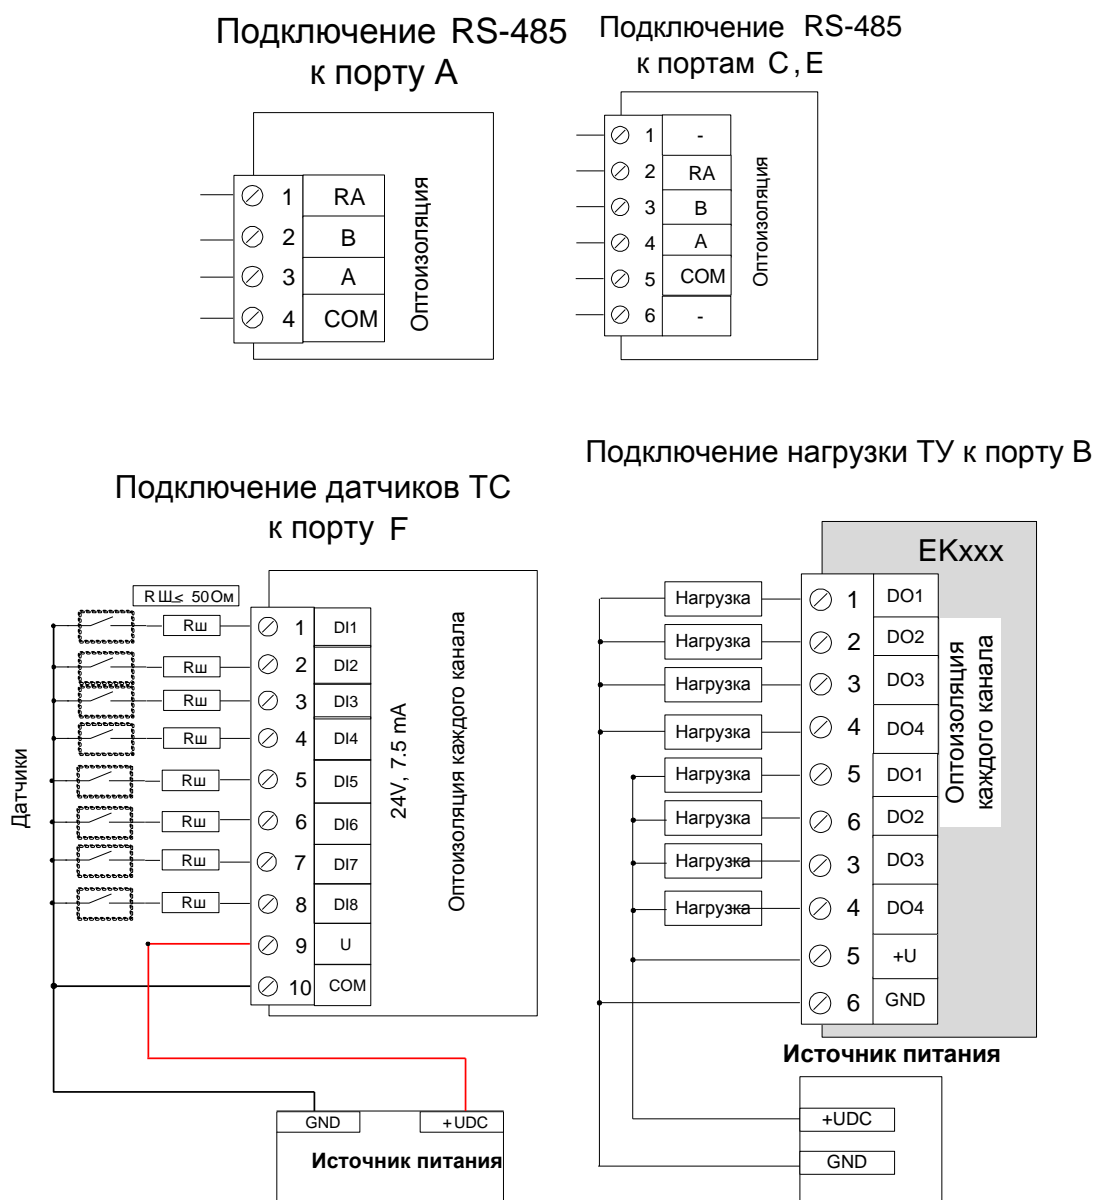 Подключение RS-485
к порту А
1 RA
2 B
3 A
4 COM
Оптоизоляция
Подключение RS-485
к портам C,E
1 -
2 RA
3 B
4 A
5 COM
6 -
Оптоизоляция
Подключение датчиков ТС
к порту F
RШ≤ 50Ом
Датчики
Rш 1 DI1
Rш 2 DI2
Rш 3 DI3
Rш 4 DI4
Rш 5 DI5
Rш 6 DI6
Rш 7 DI7
Rш 8 DI8
9 U
10 COM
24V, 7.5 mA
Оптоизоляция каждого канала
GND +UDC
Источник питания
Подключение нагрузки ТУ к порту В
EKxxx
Нагрузка 1 DO1
Нагрузка 2 DO2
Нагрузка 3 DO3
Нагрузка 4 DO4
Нагрузка 5 DO1
Нагрузка 6 DO2
Нагрузка 3 DO3
Нагрузка 4 DO4
5 +U
6 GND
Оптоизоляция
каждого канала
Источник питания
+UDC
GND